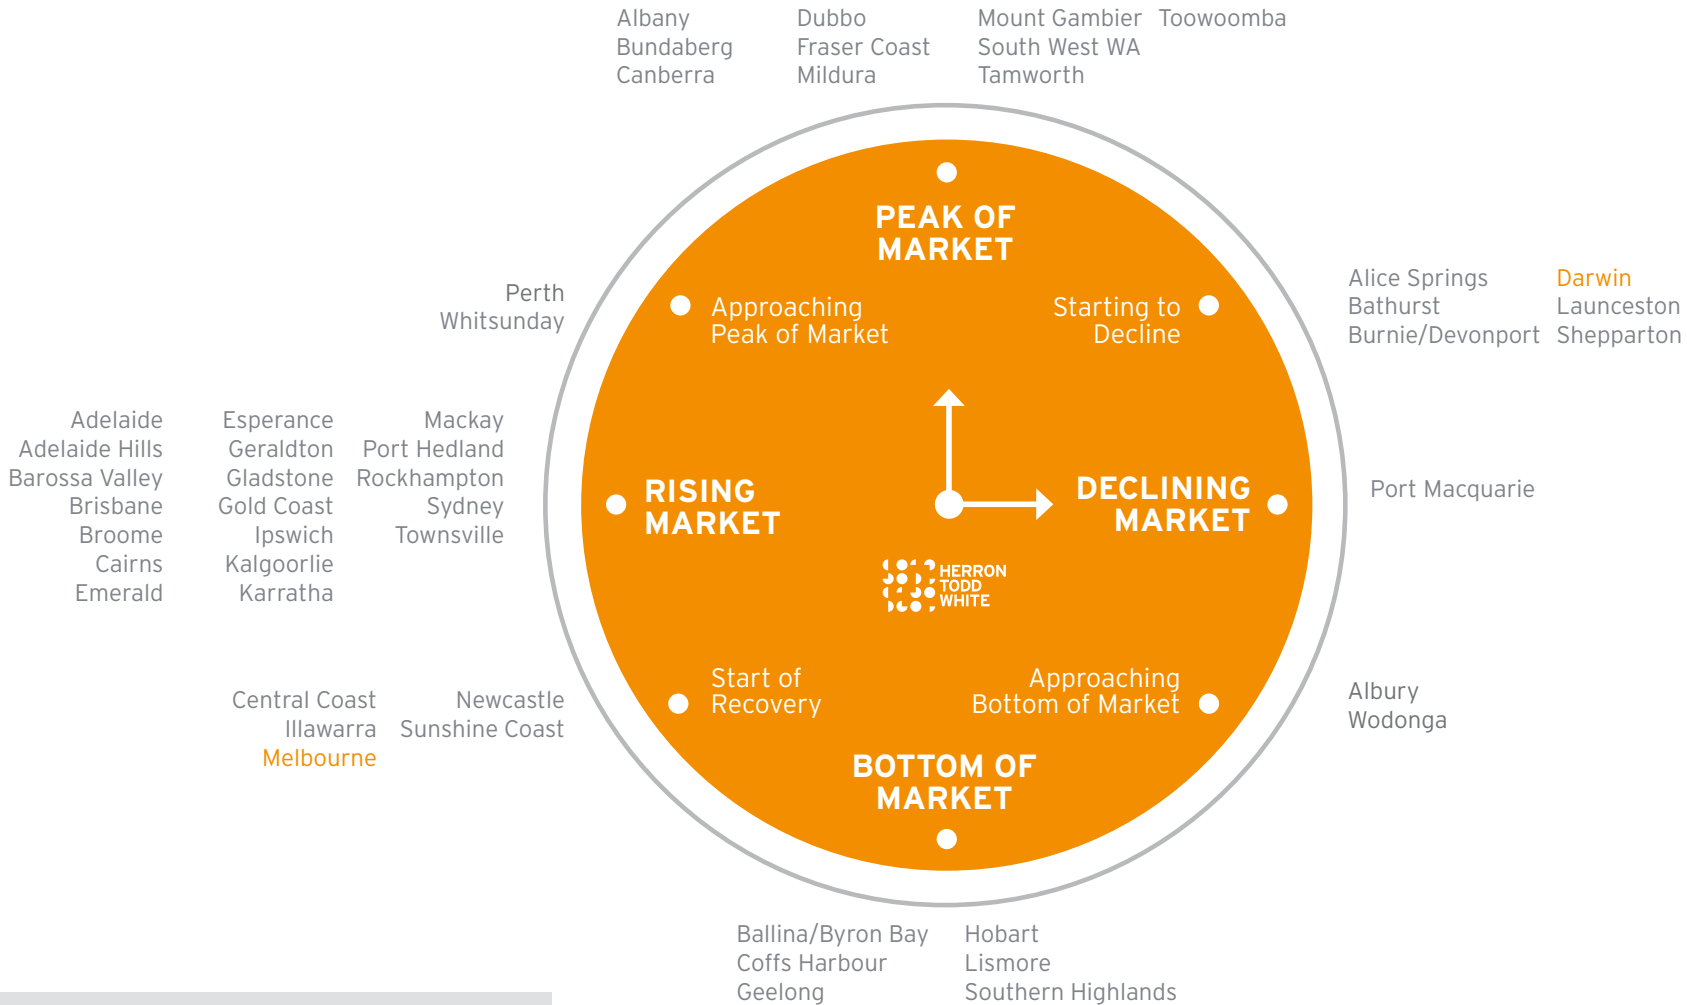 Albany Dubbo Mount Gambier Toowoomba
Bundaberg Fraser Coast South West WA
Canberra Mildura Tamworth
PEAK OF
MARKET
Perth
Whitsunday
Approaching
Peak of Market
Starting to
Decline
Alice Springs Darwin
Bathurst Launceston
Burnie/Devonport Shepparton
Adelaide Esperance Mackay
Adelaide Hills Geraldton Port Hedland
Barossa Valley Gladstone Rockhampton
Brisbane Gold Coast Sydney
Broome Ipswich Townsville
Cairns Kalgoorlie
Emerald Karratha
RISING
MARKET
DECLINING
MARKET
Port Macquarie
HERRON
TODD
WHITE
Central Coast Newcastle
Illawarra Sunshine Coast
Melbourne
Start of
Recovery
Approaching
Bottom of Market
Albury
Wodonga
BOTTOM OF
MARKET
Ballina/Byron Bay Hobart
Coffs Harbour Lismore
Geelong Southern Highlands